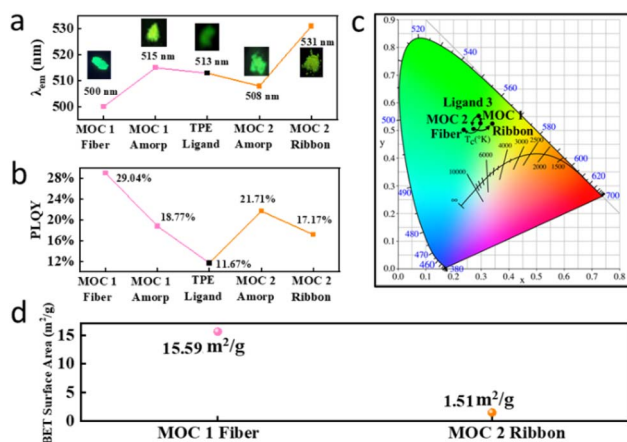 a
λem (nm)
530
520
510
500
500 nm
515 nm
513 nm
508 nm
531 nm
MOC 1 Fiber
MOC 1 Amorp
TPE Ligand
MOC 2 Amorp
MOC 2 Ribbon
b
PLQY
28%
24%
20%
16%
12%
29.04%
18.77%
11.67%
21.71%
17.17%
MOC 1 Fiber
MOC 1 Amorp
TPE Ligand
MOC 2 Amorp
MOC 2 Ribbon
c
y
0.9
0.8
0.7
0.6
0.5
0.4
0.3
0.2
0.1
0.0
520
540
560
580
600
620
700
500
490
480
470
460
380
Ligand 3
MOC 2
MOC 1
Fiber
Ribbon
Tc(°K)
10000
6000
4000
3000
2500
2000
1500
∞
0.0 0.1 0.2 0.3 0.4 0.5 0.6 0.7 0.8
x
d
BET Surface Area (m²/g)
15
10
5
0
15.59 m²/g
1.51 m²/g
MOC 1 Fiber
MOC 2 Ribbon